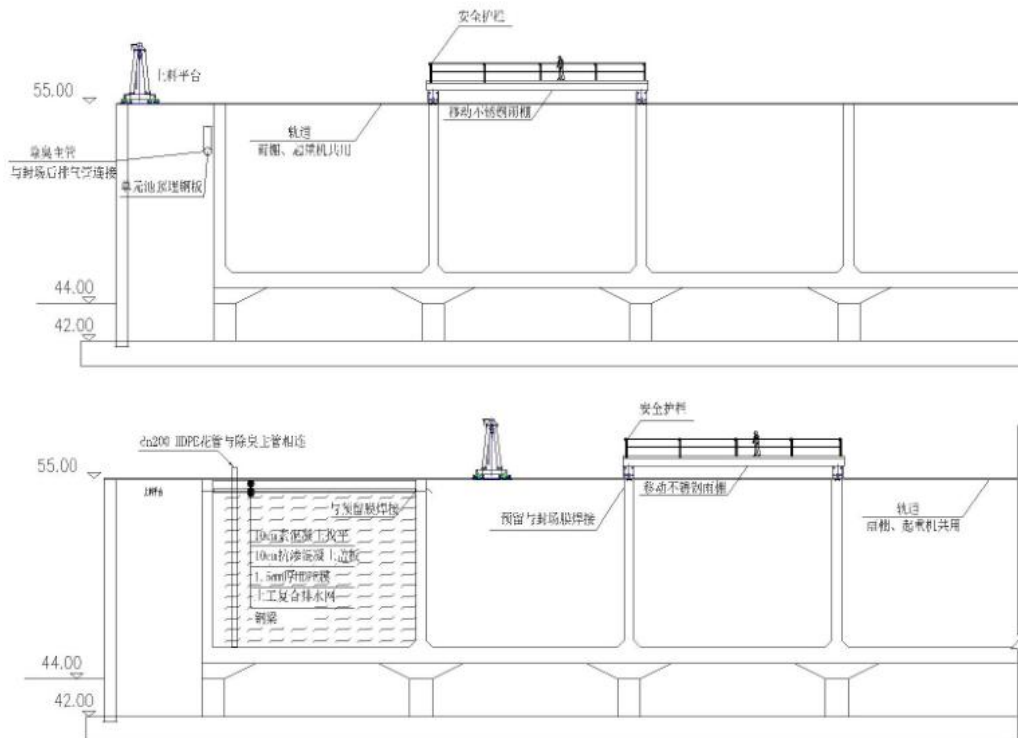 安全护栏
上料平台
55.00
移动不锈钢雨棚
轨道
雨棚、起重机共用
除臭主管
与封场后排气管连接
单元池预埋钢板
44.00
42.00
安全护栏
dn200 HDPE花管与除臭主管相连
55.00
移动不锈钢雨棚
与预留膜焊接
预留与封场膜焊接
轨道
雨棚、起重机共用
10cm素混凝土找平
10cm抗渗混凝土盖板
1.5mm厚HDPE膜
土工复合排水网
钢梁
44.00
42.00